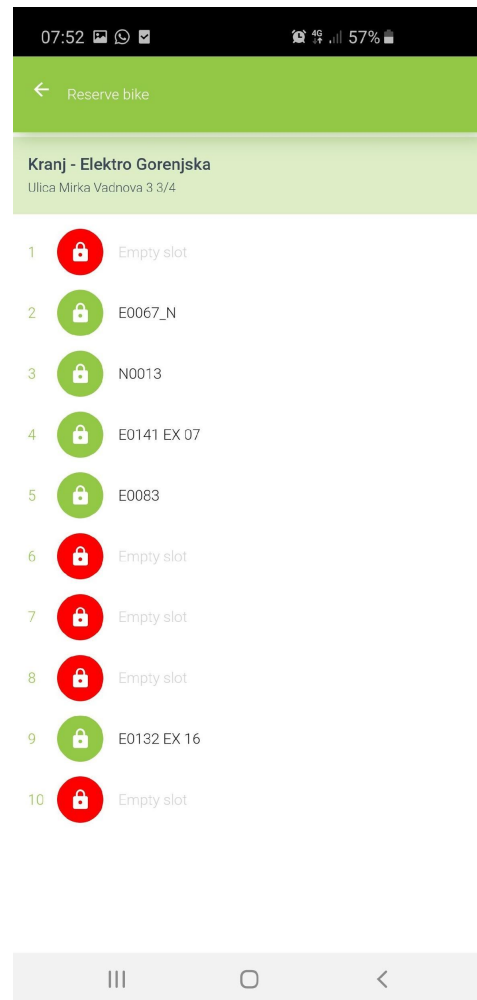 07:52 4G 57%
Reserve bike
Kranj - Elektro Gorenjska
Ulica Mirka Vadnova 3 3/4
1 Empty slot
2 E0067_N
3 N0013
4 E0141 EX 07
5 E0083
6 Empty slot
7 Empty slot
8 Empty slot
9 E0132 EX 16
10 Empty slot